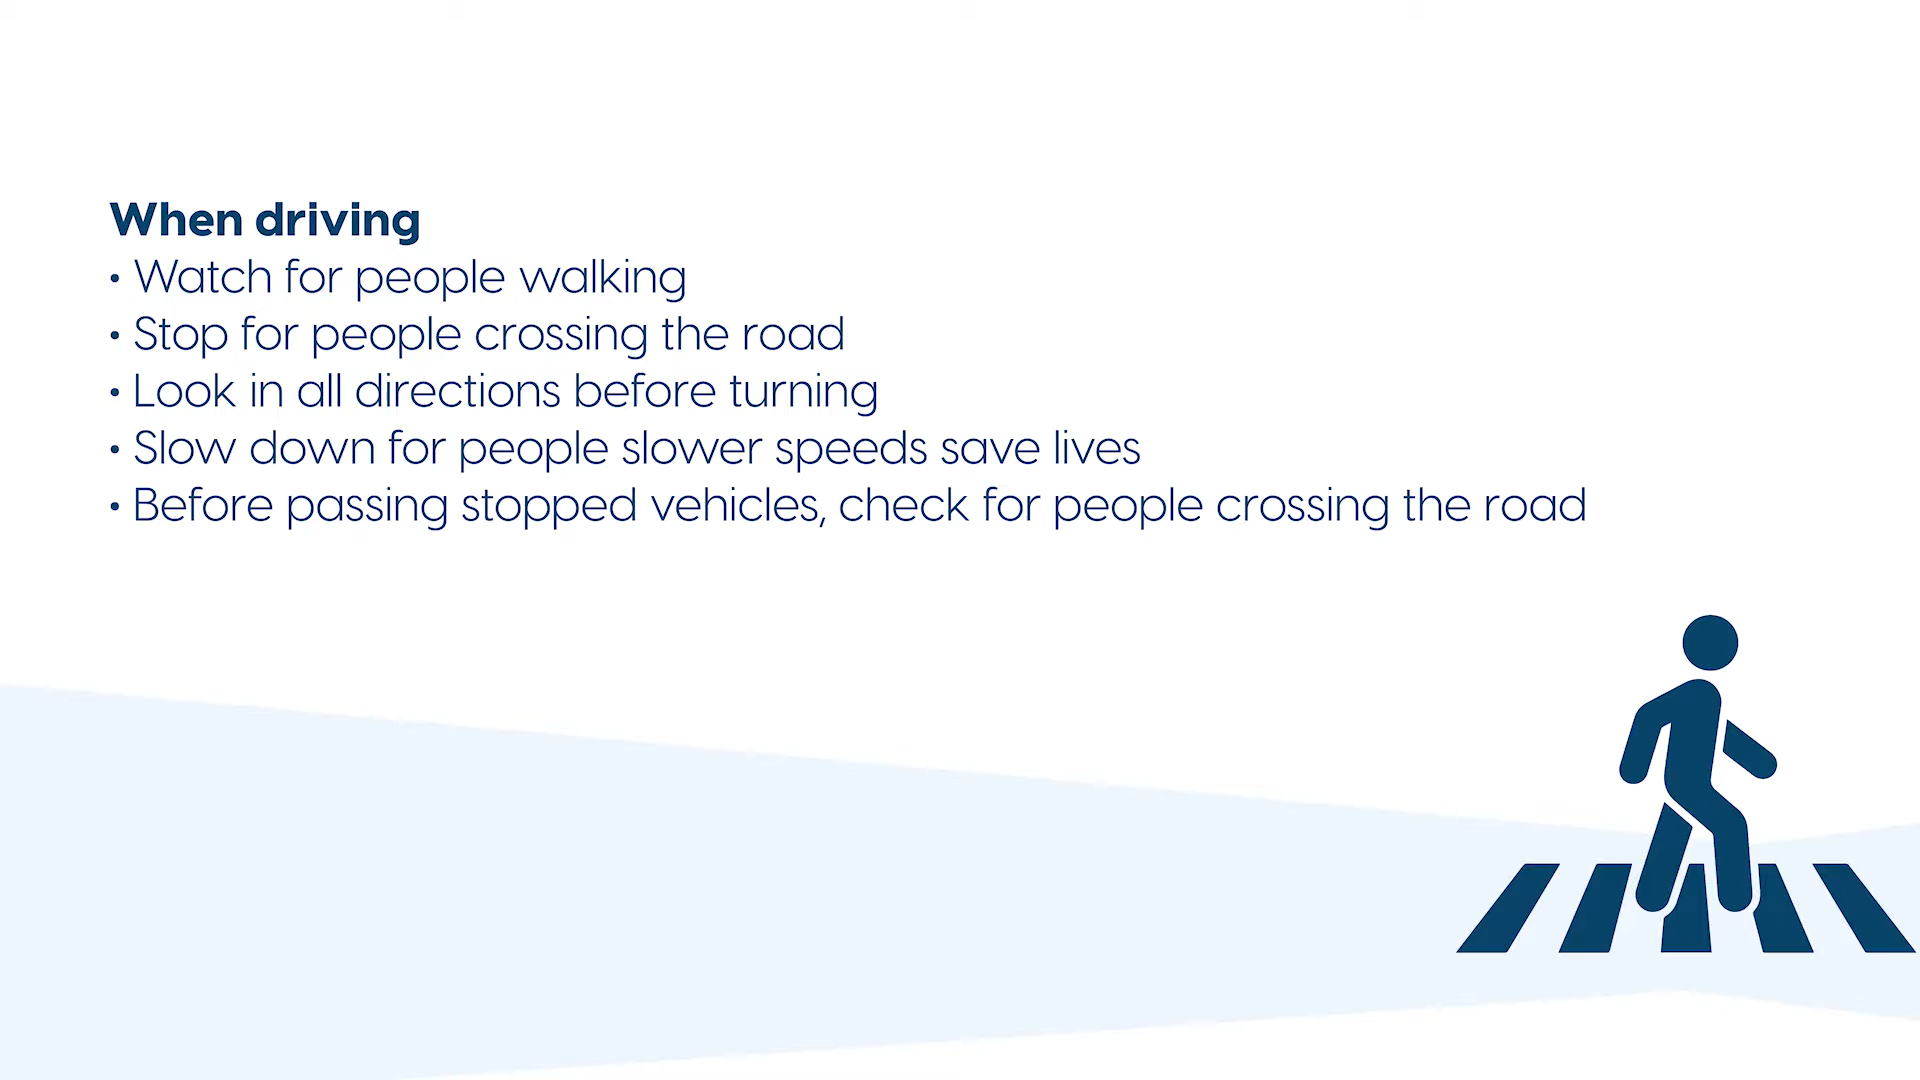 When driving
• Watch for people walking
• Stop for people crossing the road
• Look in all directions before turning
• Slow down for people slower speeds save lives
• Before passing stopped vehicles, check for people crossing the road